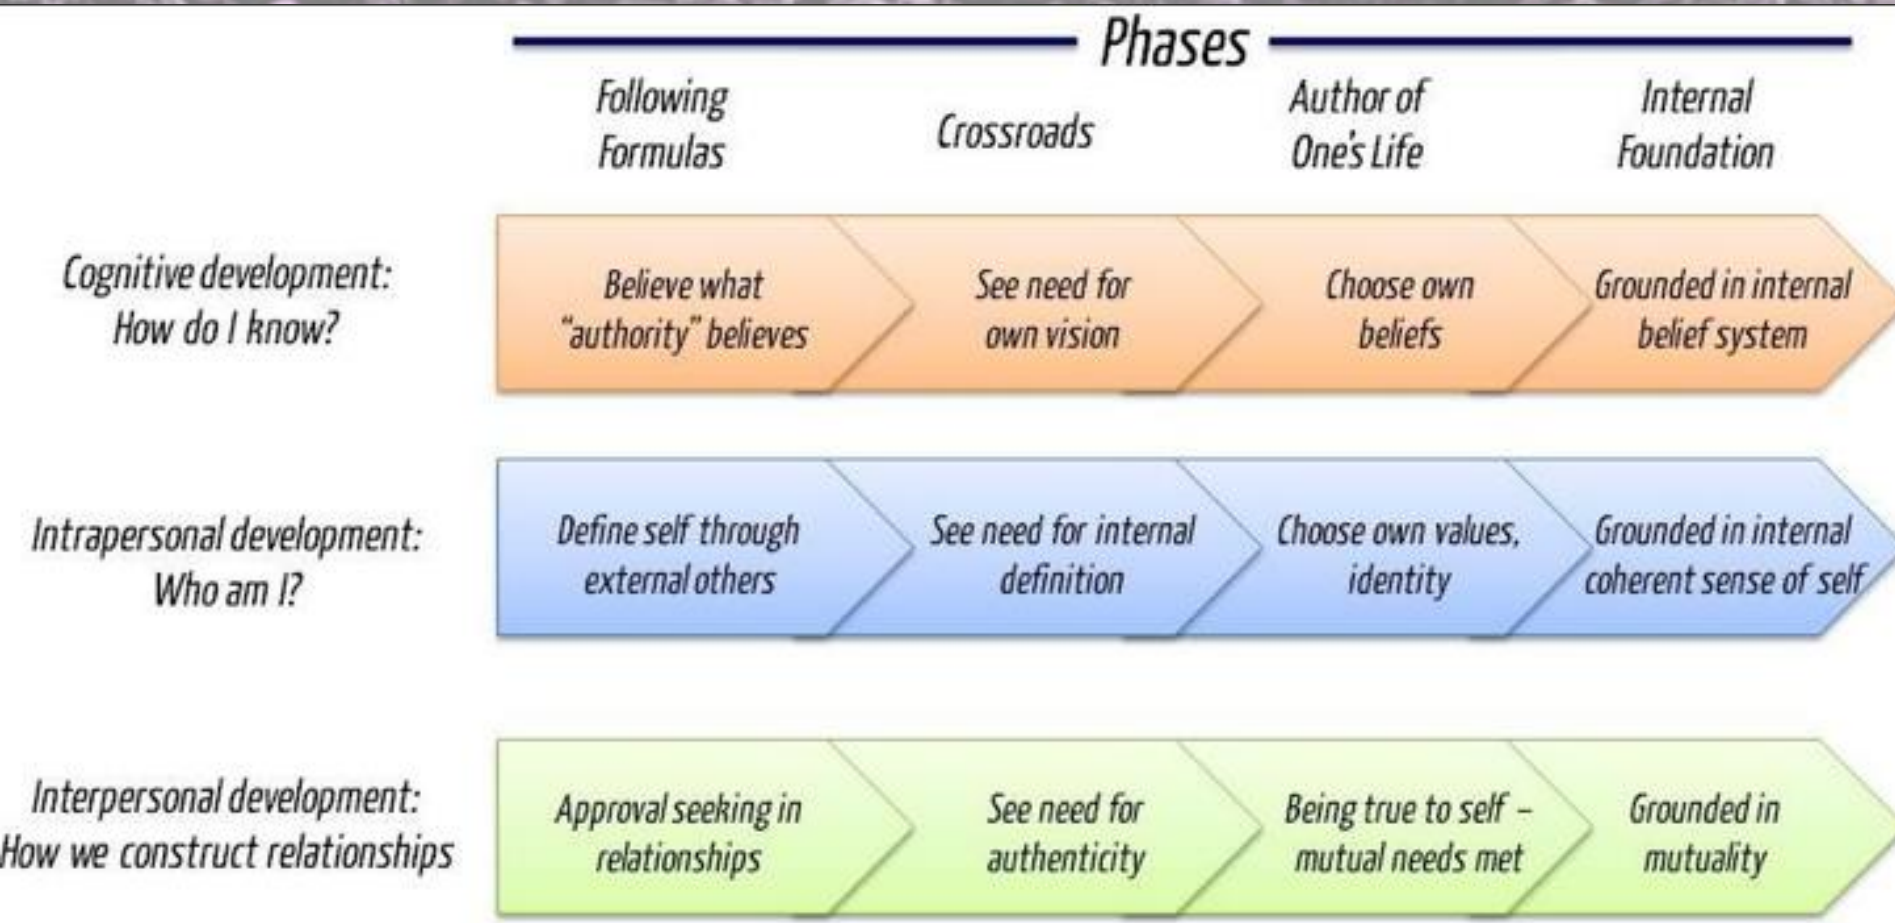 Phases
Following
Formulas
Crossroads
Author of
One's Life
Internal
Foundation
Cognitive development:
How do I know?
Believe what
“authority” believes
See need for
own vision
Choose own
beliefs
Grounded in internal
belief system
Intrapersonal development:
Who am I?
Define self through
external others
See need for internal
definition
Choose own values,
identity
Grounded in internal
coherent sense of self
Interpersonal development:
How we construct relationships
Approval seeking in
relationships
See need for
authenticity
Being true to self –
mutual needs met
Grounded in
mutuality